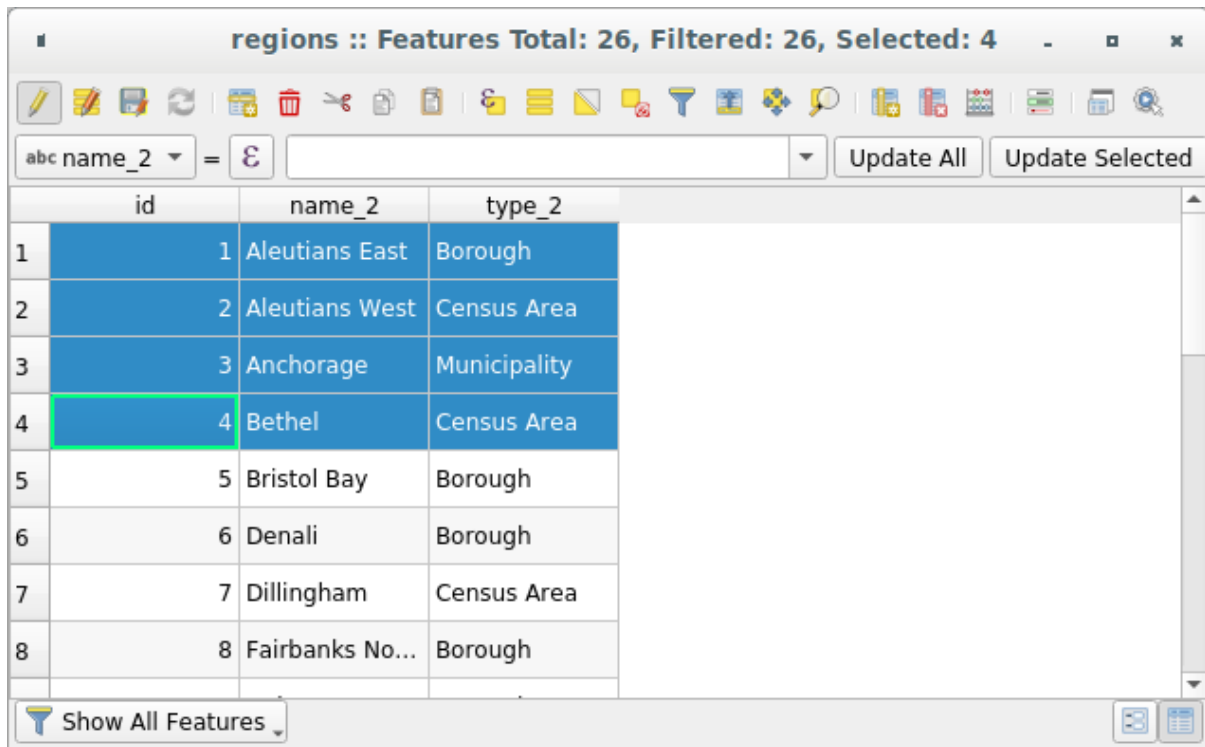 regions :: Features Total: 26, Filtered: 26, Selected: 4
abc name_2 = ε Update All Update Selected
id name_2 type_2
1 1 Aleutians East Borough
2 2 Aleutians West Census Area
3 3 Anchorage Municipality
4 4 Bethel Census Area
5 5 Bristol Bay Borough
6 6 Denali Borough
7 7 Dillingham Census Area
8 8 Fairbanks No... Borough
Show All Features